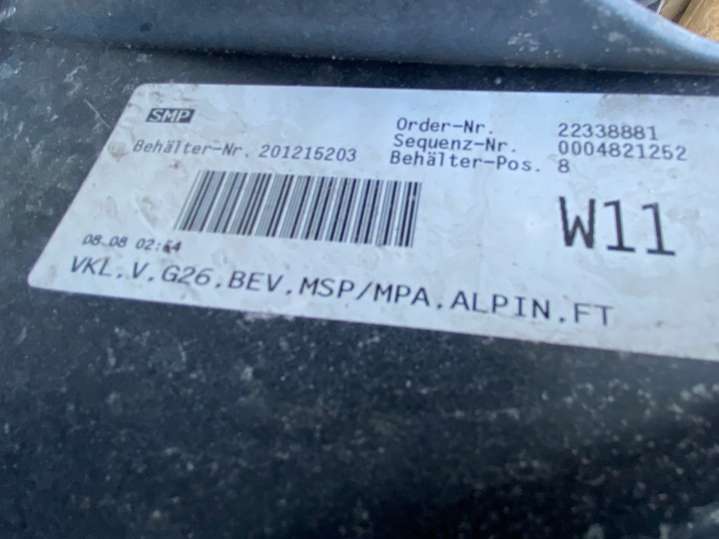 SMP
Order-Nr. 22338881
Sequenz-Nr. 0004821252
Behälter-Nr. 201215203
Behälter-Pos. 8
W11
08.08 02:54
VKL.V.G26.BEV.MSP/MPA.ALPIN.FT